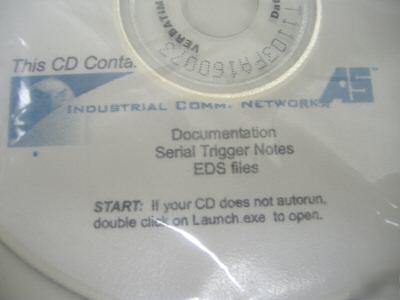 VERBATIM
Dat
This CD Conta
INDUSTRIAL COMM. NETWORKS
AS
Documentation
Serial Trigger Notes
EDS files
START: If your CD does not autorun,
double click on Launch.exe to open.